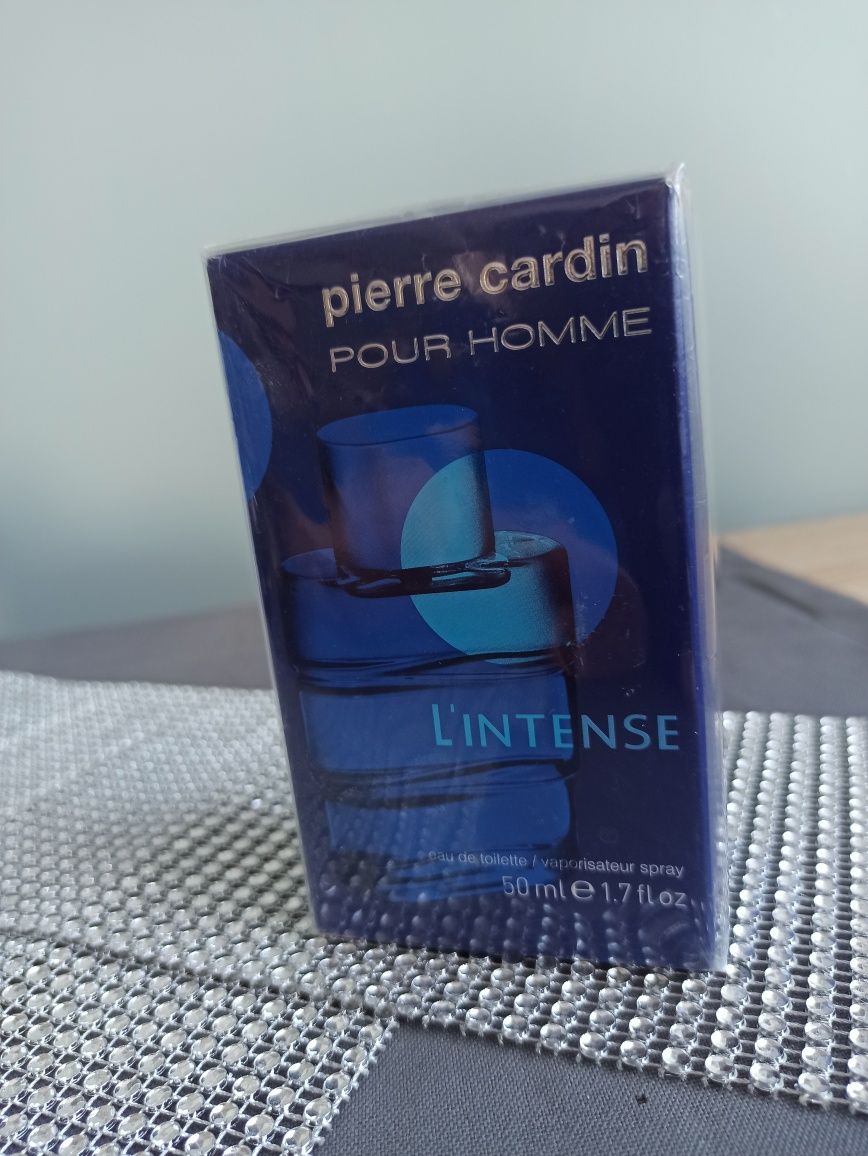 pierre cardin
POUR HOMME
L'INTENSE
eau de toilette / vaporisateur spray
50 ml e 1.7 fl oz